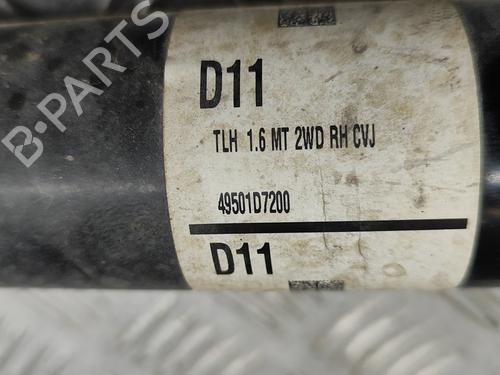 B-PARTS
D11
TLH 1.6 MT 2WD RH CVJ
49501D7200
D11